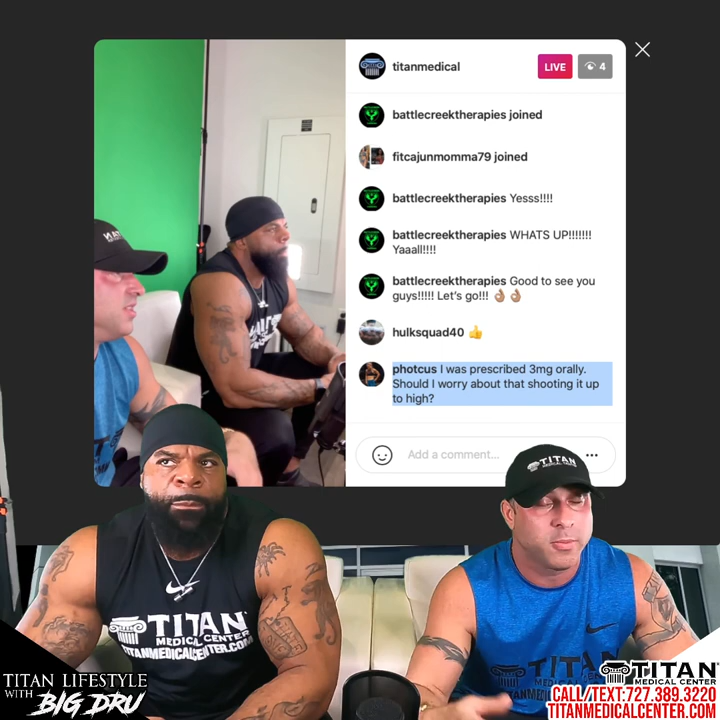 titanmedical
LIVE
4
battlecreektherapies joined
fitcajunmomma79 joined
battlecreektherapies Yesss!!!!
battlecreektherapies WHATS UP!!!!!!!
Yaaall!!!!
battlecreektherapies Good to see you
guys!!!!! Let's go!!! 👌🏽 👌🏽
hulksquad40 👍
photcus I was prescribed 3mg orally.
Should I worry about that shooting it up
to high?
Add a comment...
TITAN
MEDICAL CENTER
TITAN
MEDICAL CENTER
TITANMEDICALCENTER.COM
TITAN
TITAN LIFESTYLE
WITH BIG DRU
TITAN
MEDICAL CENTER
CALL/TEXT:727.389.3220
TITANMEDICALCENTER.COM